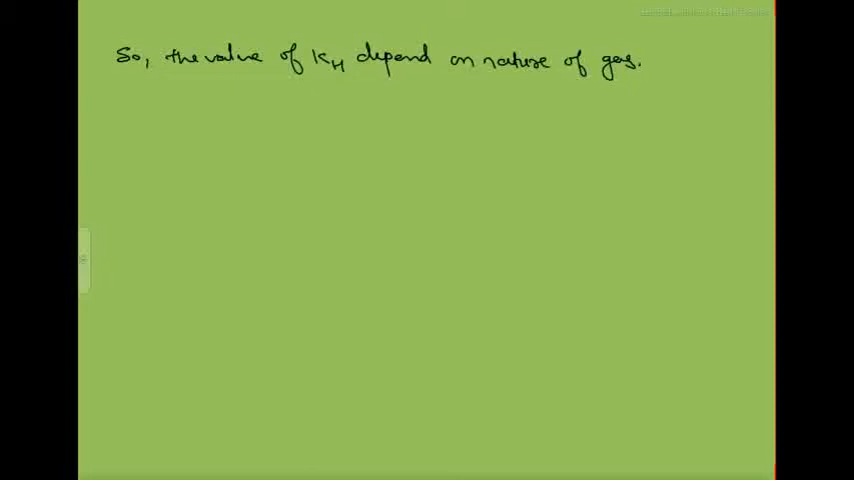 So, the value of KH depend on nature of gas.